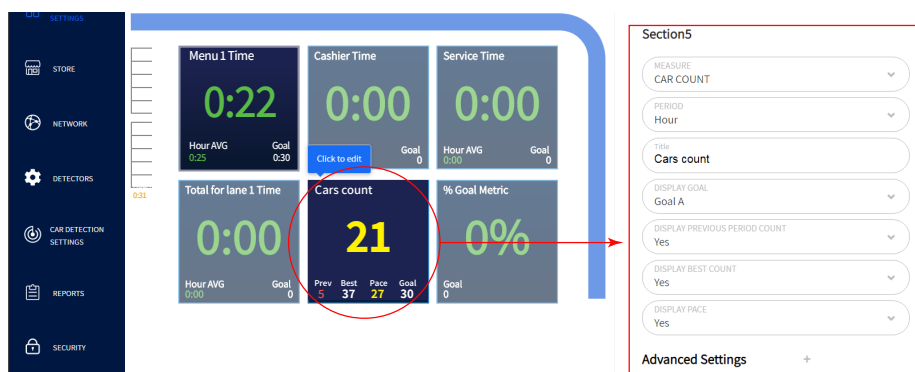 SETTINGS
STORE
NETWORK
DETECTORS
CAR DETECTION
SETTINGS
REPORTS
SECURITY
0:31
Menu 1 Time
0:22
Hour AVG Goal
0:25 0:30
Cashier Time
0:00
Goal
0
Click to edit
Service Time
0:00
Hour AVG Goal
0:00 0
Total for lane 1 Time
0:00
Hour AVG Goal
0:00 0
Cars count
21
Prev Best Pace Goal
5 37 27 30
% Goal Metric
0%
Goal
0
Section5
MEASURE
CAR COUNT
PERIOD
Hour
Title
Cars count
DISPLAY GOAL
Goal A
DISPLAY PREVIOUS PERIOD COUNT
Yes
DISPLAY BEST COUNT
Yes
DISPLAY PACE
Yes
Advanced Settings +